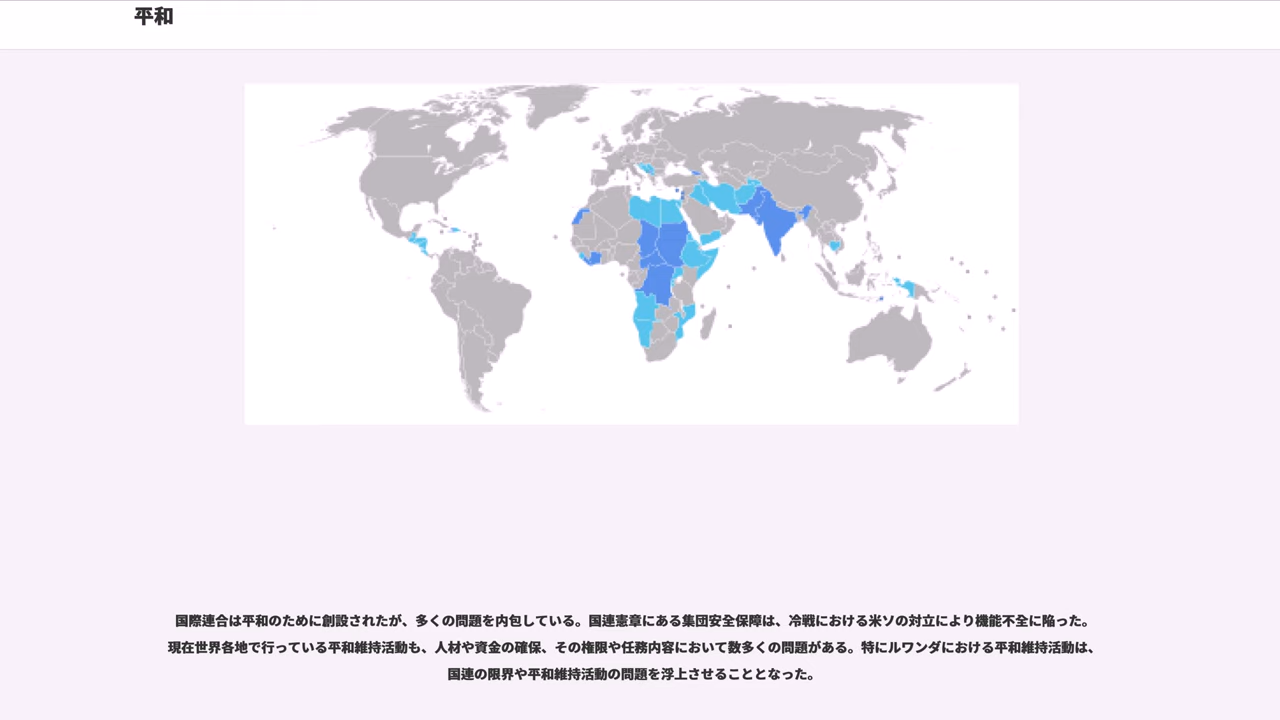 平和
国際連合は平和のために創設されたが、多くの問題を内包している。国連憲章にある集団安全保障は、冷戦における米ソの対立により機能不全に陥った。
現在世界各地で行っている平和維持活動も、人材や資金の確保、その権限や任務内容において数多くの問題がある。特にルワンダにおける平和維持活動は、
国連の限界や平和維持活動の問題を浮上させることとなった。